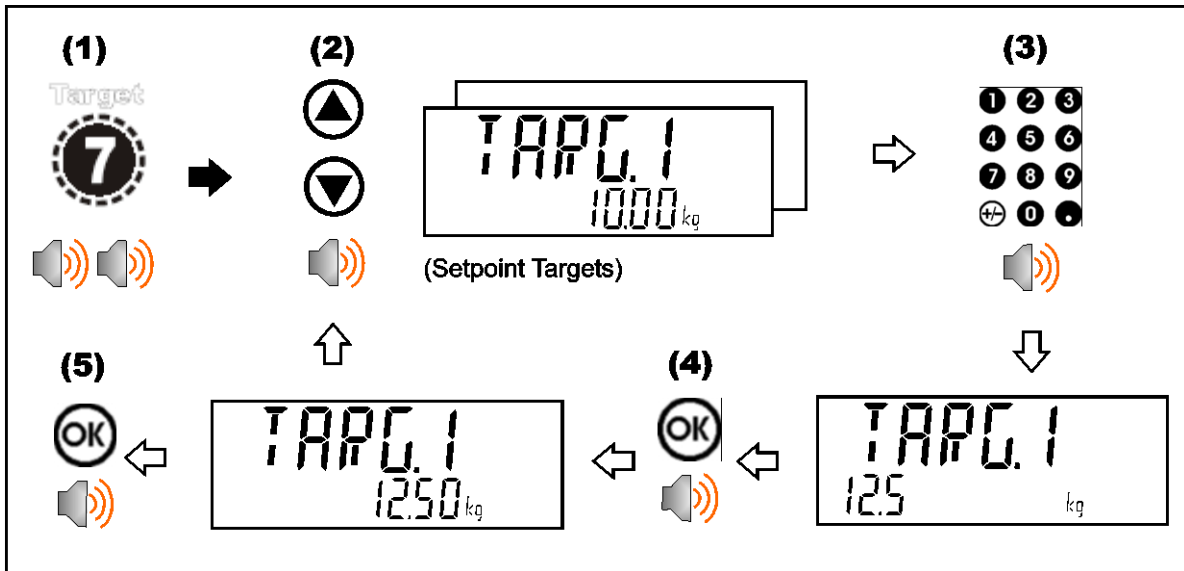 (1)
Target
7
(2)
TARG.1
10.00 kg
(Setpoint Targets)
(3)
1 2 3
4 5 6
7 8 9
+/- 0 .
TARG.1
12.5 kg
(4)
OK
TARG.1
12.50 kg
(5)
OK